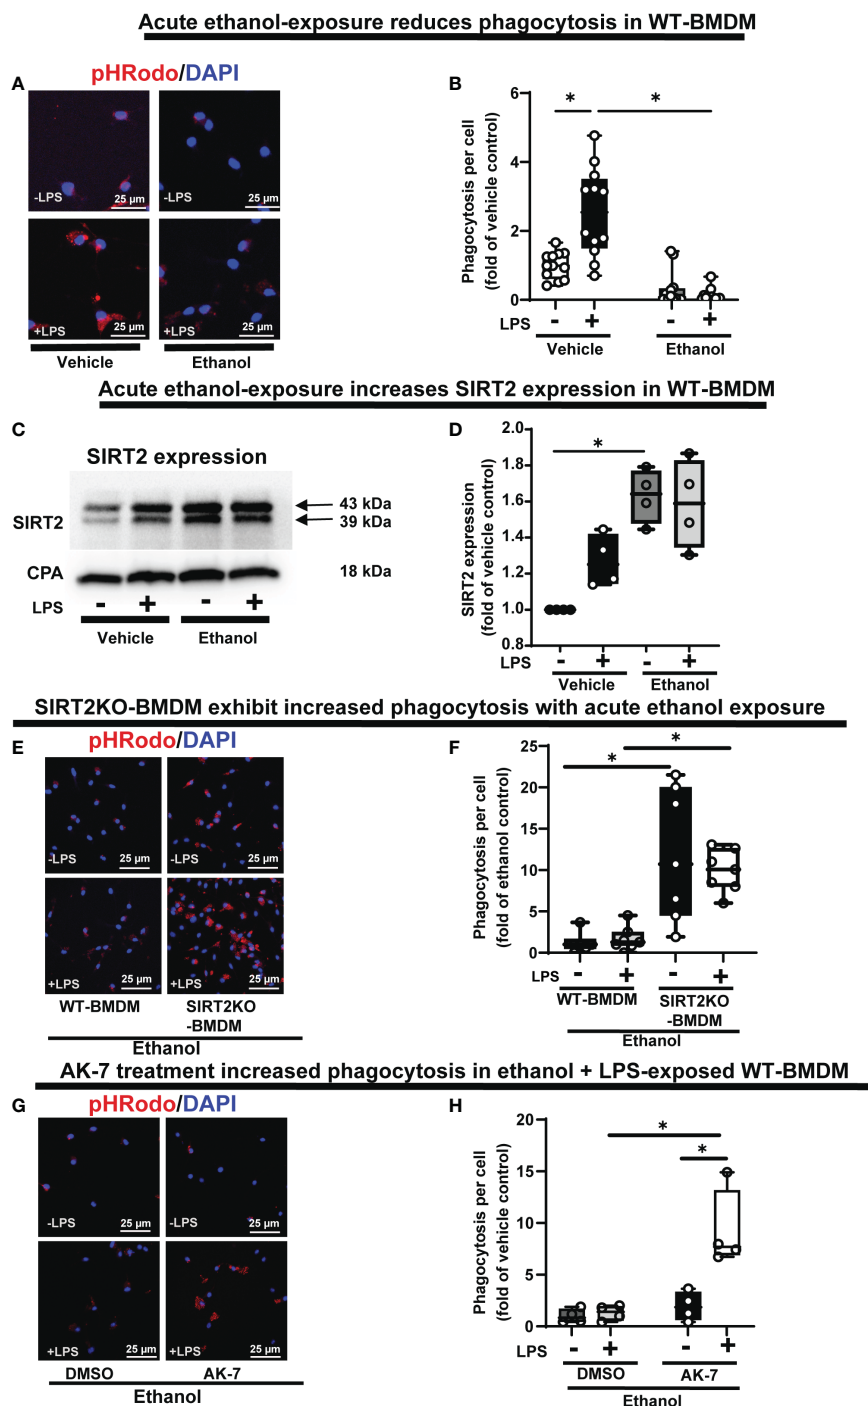 Acute ethanol-exposure reduces phagocytosis in WT-BMDM
A
pHRodo/DAPI
-LPS
25 µm
-LPS
25 µm
+LPS
25 µm
+LPS
25 µm
Vehicle
Ethanol
B
Phagocytosis per cell
(fold of vehicle control)
6
4
2
0
*
*
LPS
- + - +
Vehicle
Ethanol
Acute ethanol-exposure increases SIRT2 expression in WT-BMDM
C
SIRT2 expression
SIRT2
43 kDa
39 kDa
CPA
18 kDa
LPS
- + - +
Vehicle
Ethanol
D
SIRT2 expression
(fold of vehicle control)
2.0
1.8
1.6
1.4
1.2
1.0
0.8
*
LPS
- + - +
Vehicle
Ethanol
SIRT2KO-BMDM exhibit increased phagocytosis with acute ethanol exposure
E
pHRodo/DAPI
-LPS
25 µm
-LPS
25 µm
+LPS
25 µm
+LPS
25 µm
WT-BMDM
SIRT2KO
-BMDM
Ethanol
F
Phagocytosis per cell
(fold of ethanol control)
25
20
15
10
5
0
*
*
LPS
- + - +
WT-BMDM
SIRT2KO
-BMDM
Ethanol
AK-7 treatment increased phagocytosis in ethanol + LPS-exposed WT-BMDM
G
pHRodo/DAPI
-LPS
25 µm
-LPS
25 µm
+LPS
25 µm
+LPS
25 µm
DMSO
AK-7
Ethanol
H
Phagocytosis per cell
(fold of vehicle control)
20
15
10
5
0
*
*
LPS
- + - +
DMSO
AK-7
Ethanol